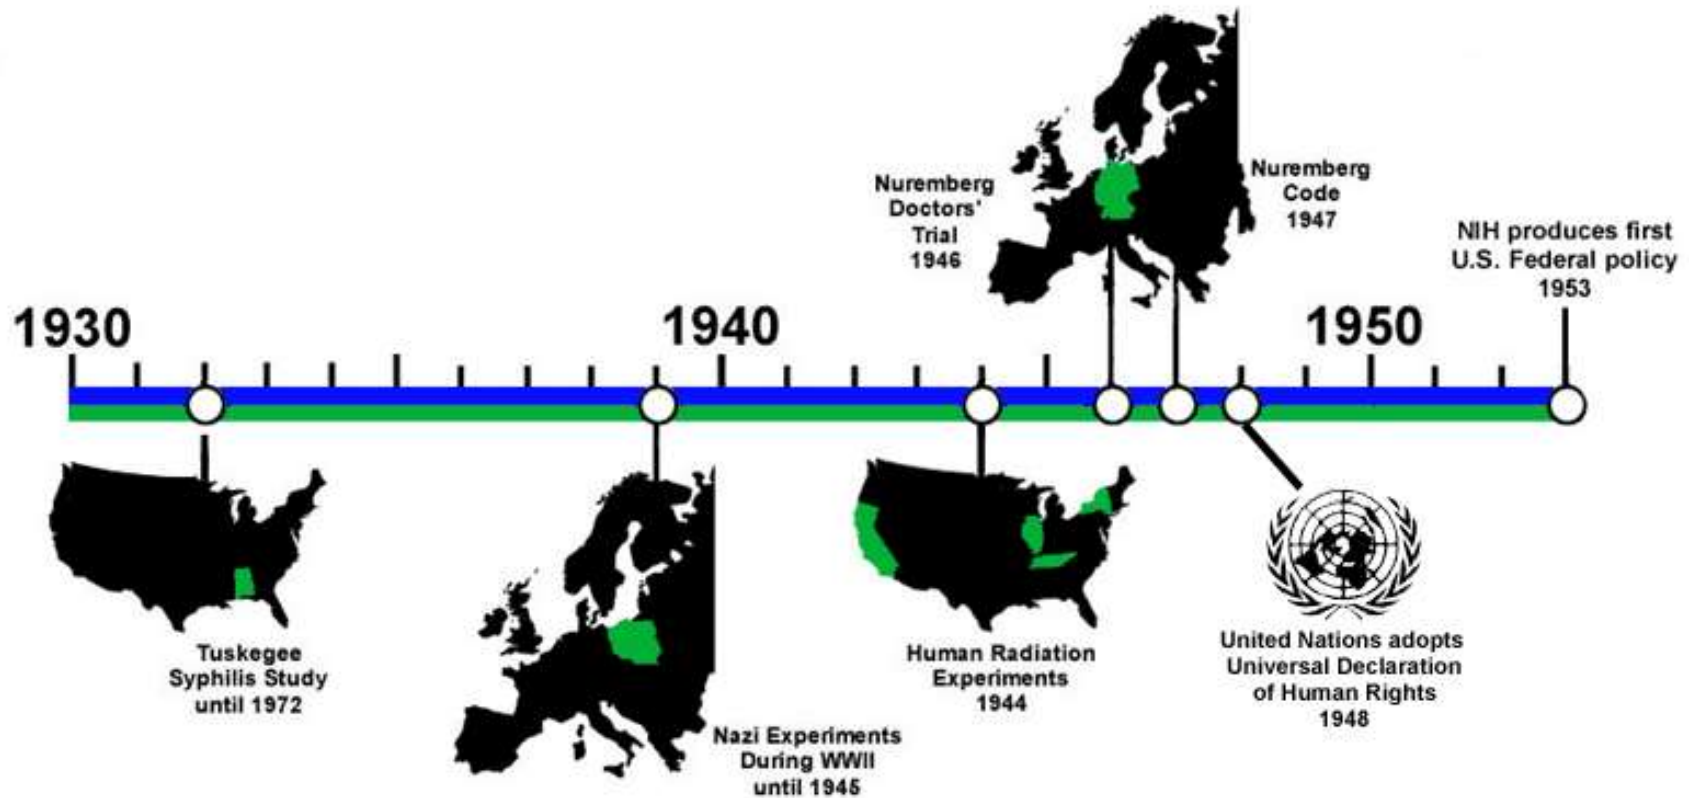 Nuremberg
Doctors'
Trial
1946
Nuremberg
Code
1947
NIH produces first
U.S. Federal policy
1953
1930
1940
1950
Tuskegee
Syphilis Study
until 1972
Nazi Experiments
During WWII
until 1945
Human Radiation
Experiments
1944
United Nations adopts
Universal Declaration
of Human Rights
1948